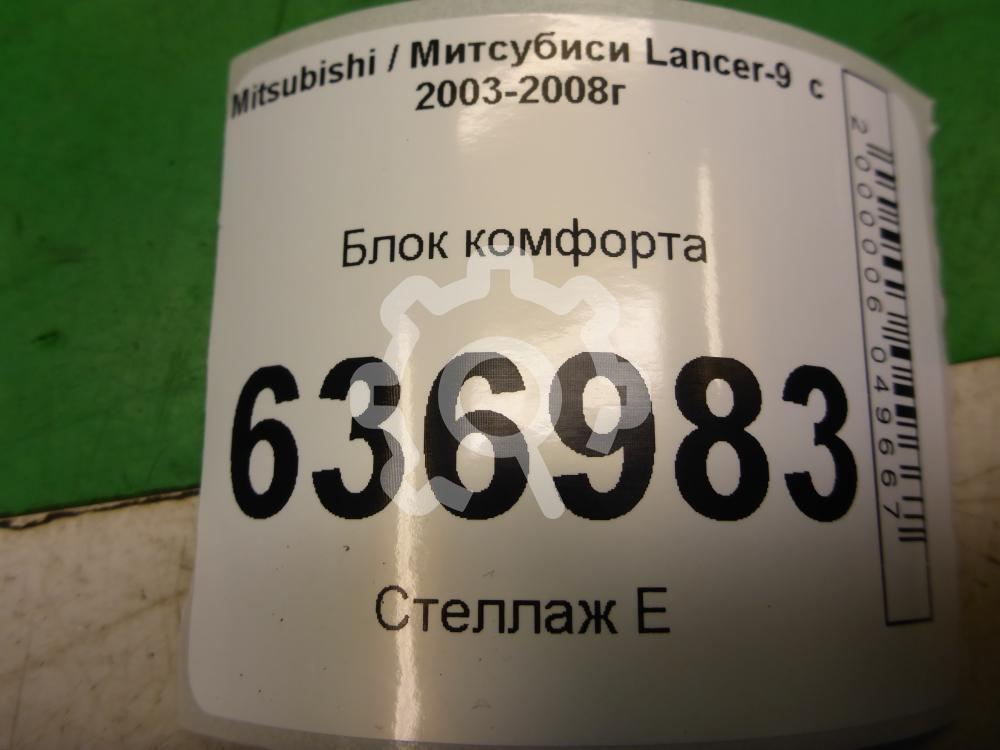 Mitsubishi / Митсубиси Lancer-9 с
2003-2008г
Блок комфорта
636983
Стеллаж Е
2000006049667